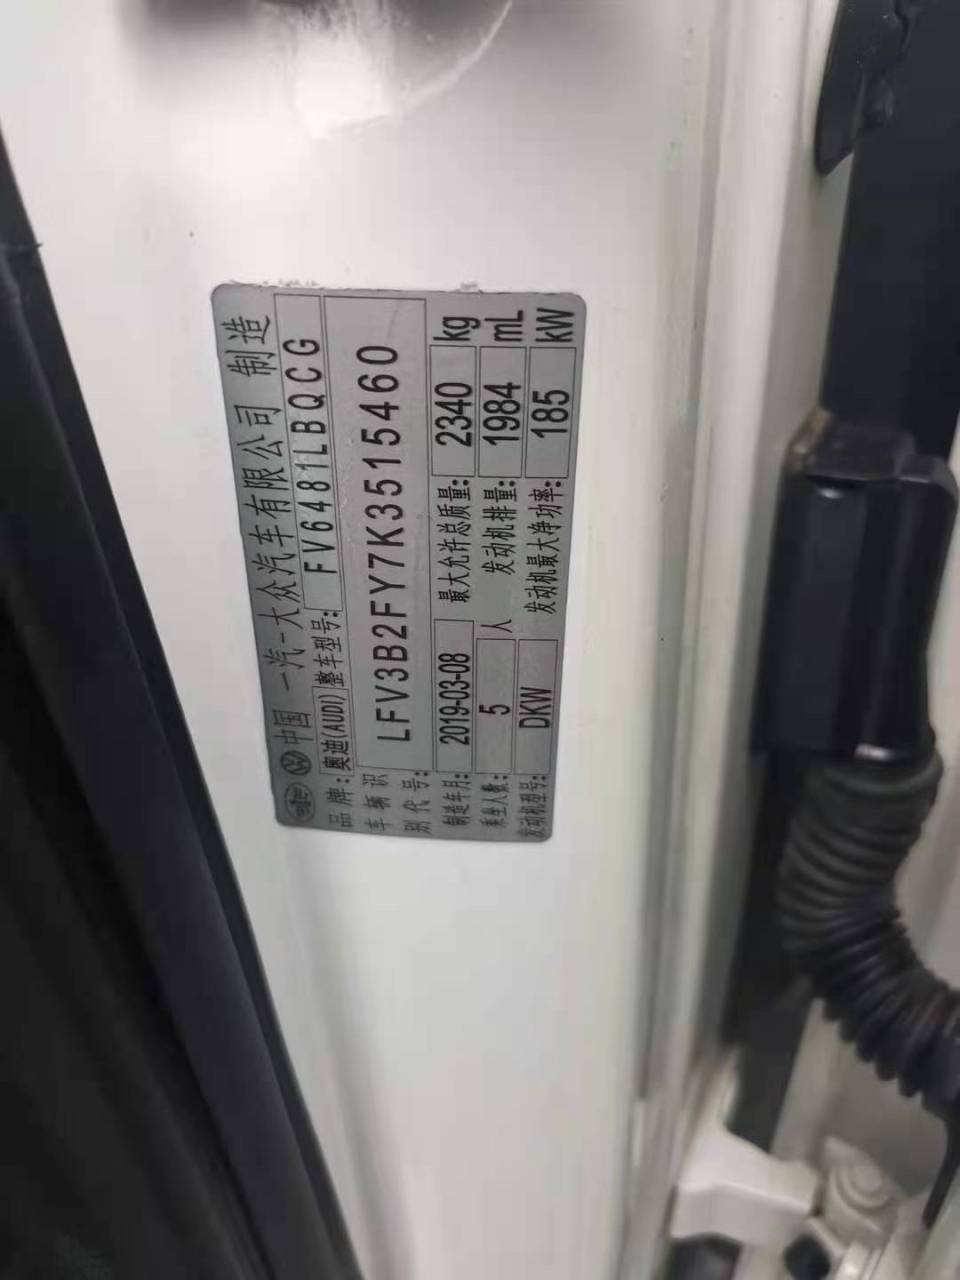 中国 一汽-大众汽车有限公司 制造
品牌: 奥迪(AUDI) 整车型号: FV6481LBQCG
车辆识别代号: LFV3B2FY7K3515460
制造年月: 2019-03-08 最大允许总质量: 2340 kg
乘坐人数: 5 人 发动机排量: 1984 mL
发动机型号: DKW 发动机最大净功率: 185 kW